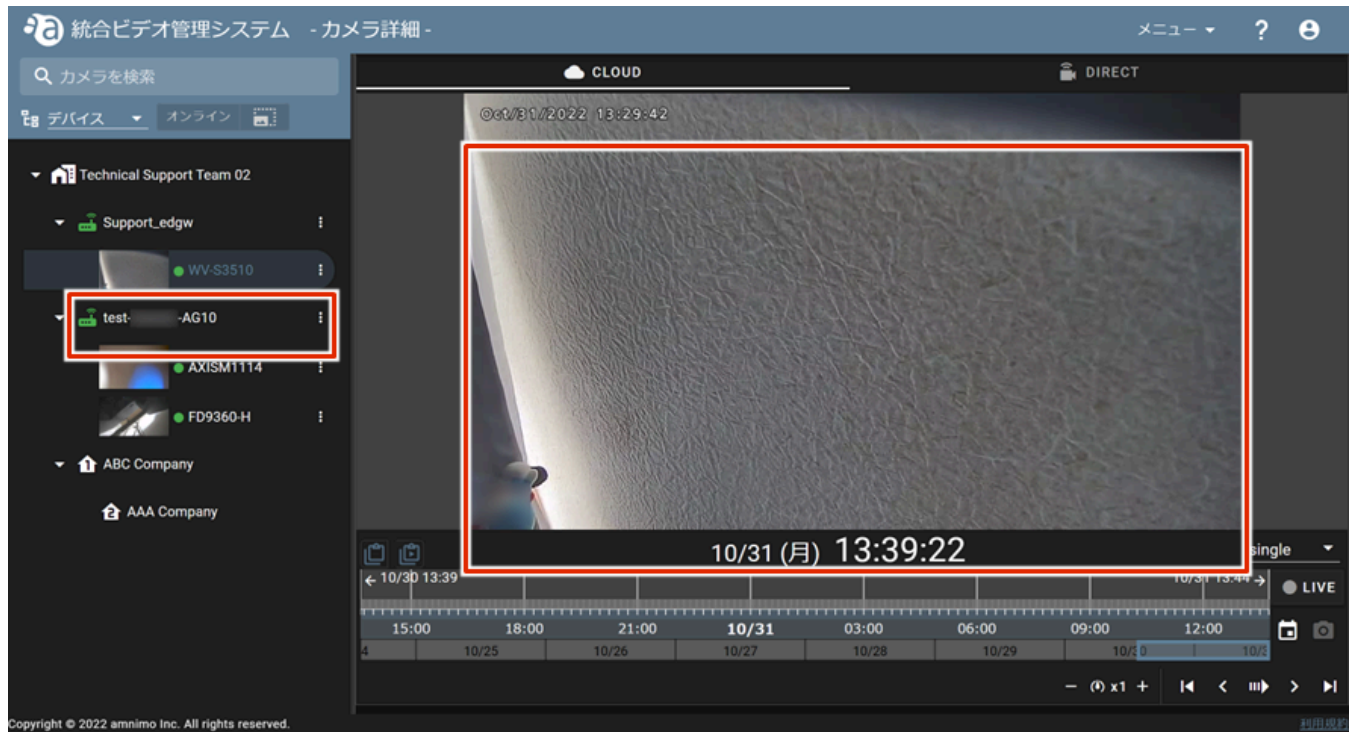 統合ビデオ管理システム - カメラ詳細 -
メニュー
?
カメラを検索
デバイス
オンライン
CLOUD
DIRECT
Oct/31/2022 13:29:42
Technical Support Team 02
Support_edgw
WV-S3510
test- -AG10
AXISM1114
FD9360-H
1 ABC Company
2 AAA Company
10/31 (月) 13:39:22
single
← 10/30 13:39
10/31 13:44 →
LIVE
15:00 18:00 21:00 10/31 03:00 06:00 09:00 12:00
4 10/25 10/26 10/27 10/28 10/29 10/30
− x1 +
Copyright © 2022 amnimo Inc. All rights reserved.
利用規約